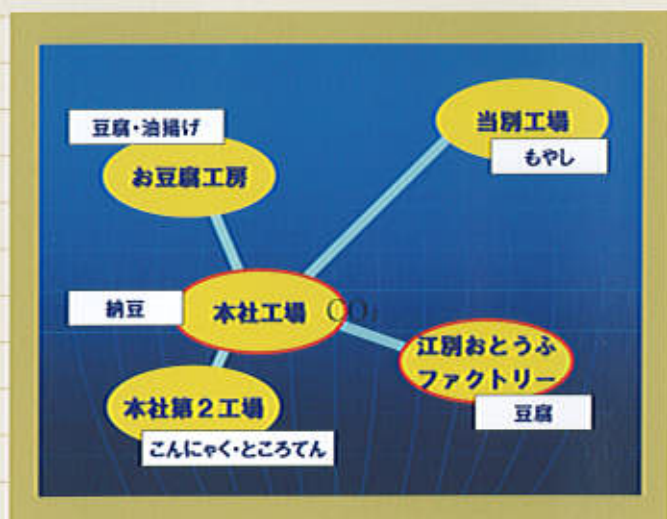 豆腐・油揚げ
お豆腐工房
当別工場
もやし
納豆
本社工場
CO₂
江別おとうふ
ファクトリー
豆腐
本社第2工場
こんにゃく・ところてん